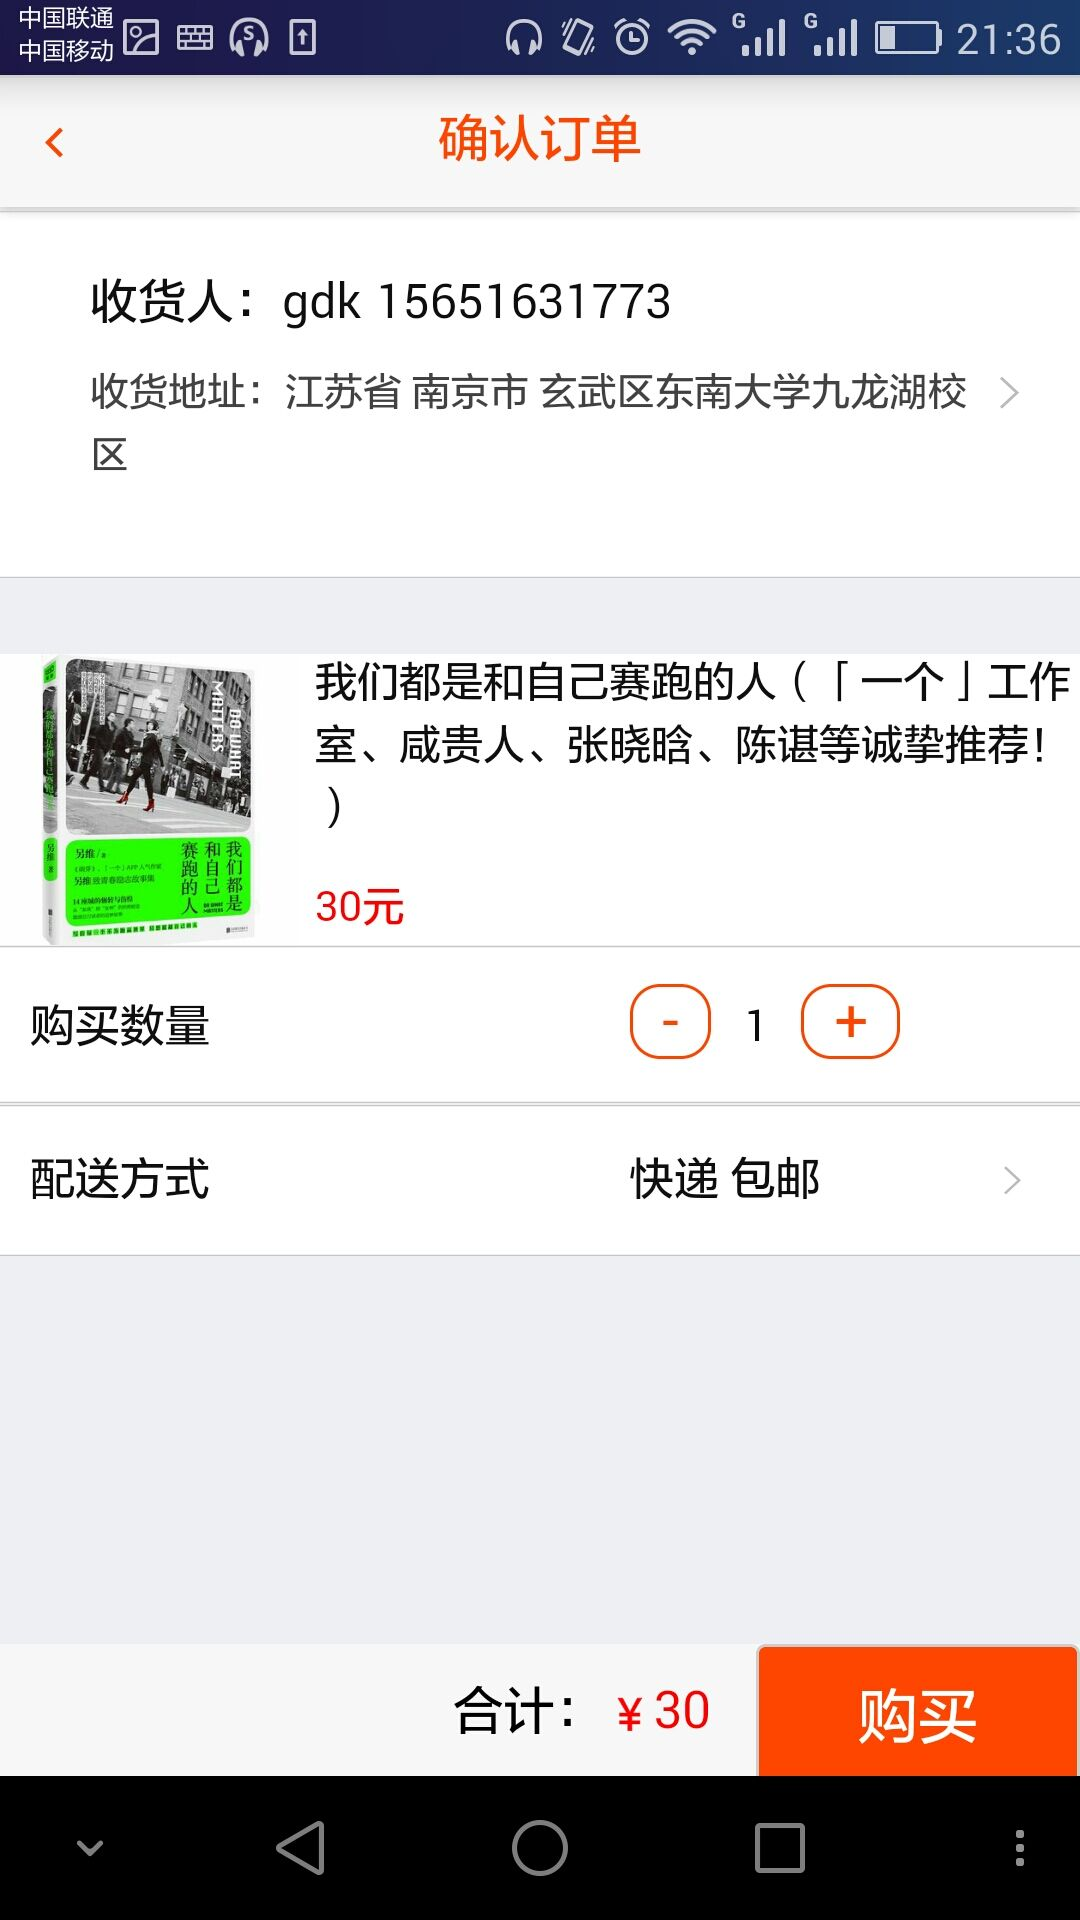 中国联通
中国移动
G
G
21:36
确认订单
收货人：gdk 15651631773
收货地址：江苏省 南京市 玄武区东南大学九龙湖校
区
我们都是和自己赛跑的人（「一个」工作
室、咸贵人、张晓晗、陈谌等诚挚推荐！
）
30元
DO WHAT
MATTERS
另维/著
我们都是
和自己
赛跑的人
购买数量
- 1 +
配送方式
快递 包邮
合计：
¥ 30
购买